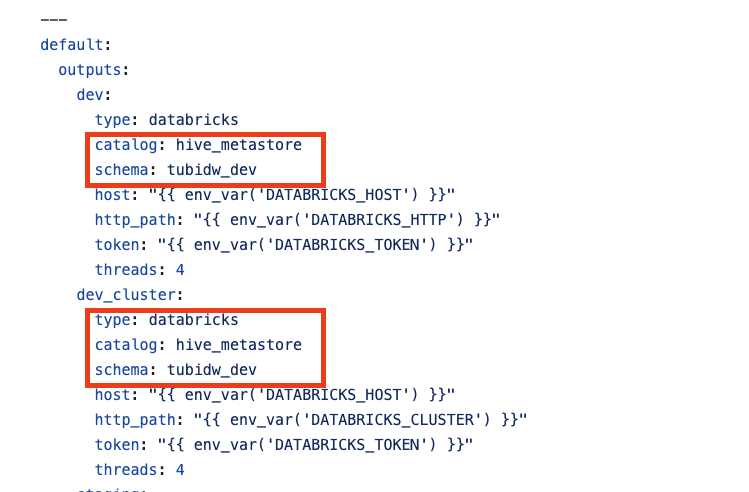 ---
default:
outputs:
dev:
type: databricks
catalog: hive_metastore
schema: tubidw_dev
host: "{{ env_var('DATABRICKS_HOST') }}"
http_path: "{{ env_var('DATABRICKS_HTTP') }}"
token: "{{ env_var('DATABRICKS_TOKEN') }}"
threads: 4
dev_cluster:
type: databricks
catalog: hive_metastore
schema: tubidw_dev
host: "{{ env_var('DATABRICKS_HOST') }}"
http_path: "{{ env_var('DATABRICKS_CLUSTER') }}"
token: "{{ env_var('DATABRICKS_TOKEN') }}"
threads: 4